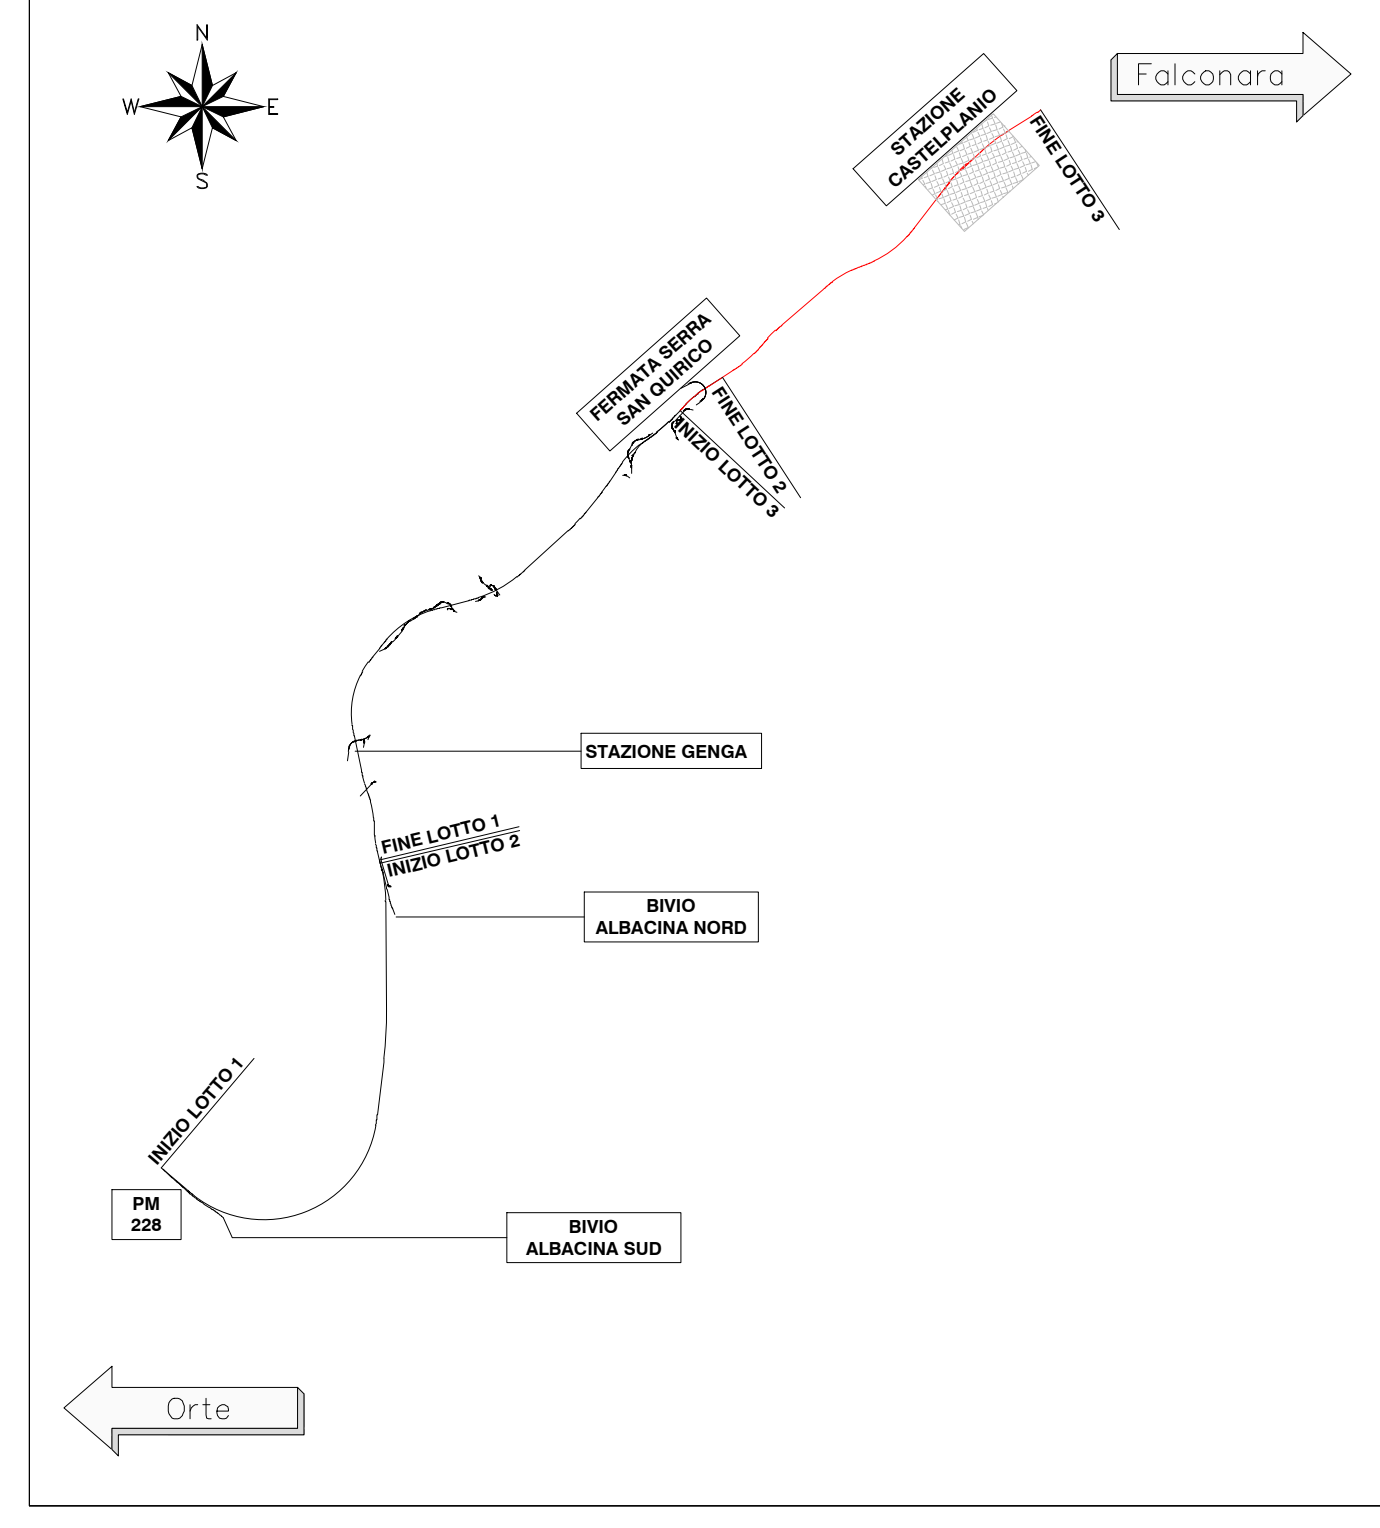 N
W E
S
Falconara
STAZIONE
CASTELPLANIO
FINE LOTTO 3
FERMATA SERRA
SAN QUIRICO
FINE LOTTO 2
INIZIO LOTTO 3
STAZIONE GENGA
FINE LOTTO 1
INIZIO LOTTO 2
BIVIO
ALBACINA NORD
INIZIO LOTTO 1
PM
228
BIVIO
ALBACINA SUD
Orte